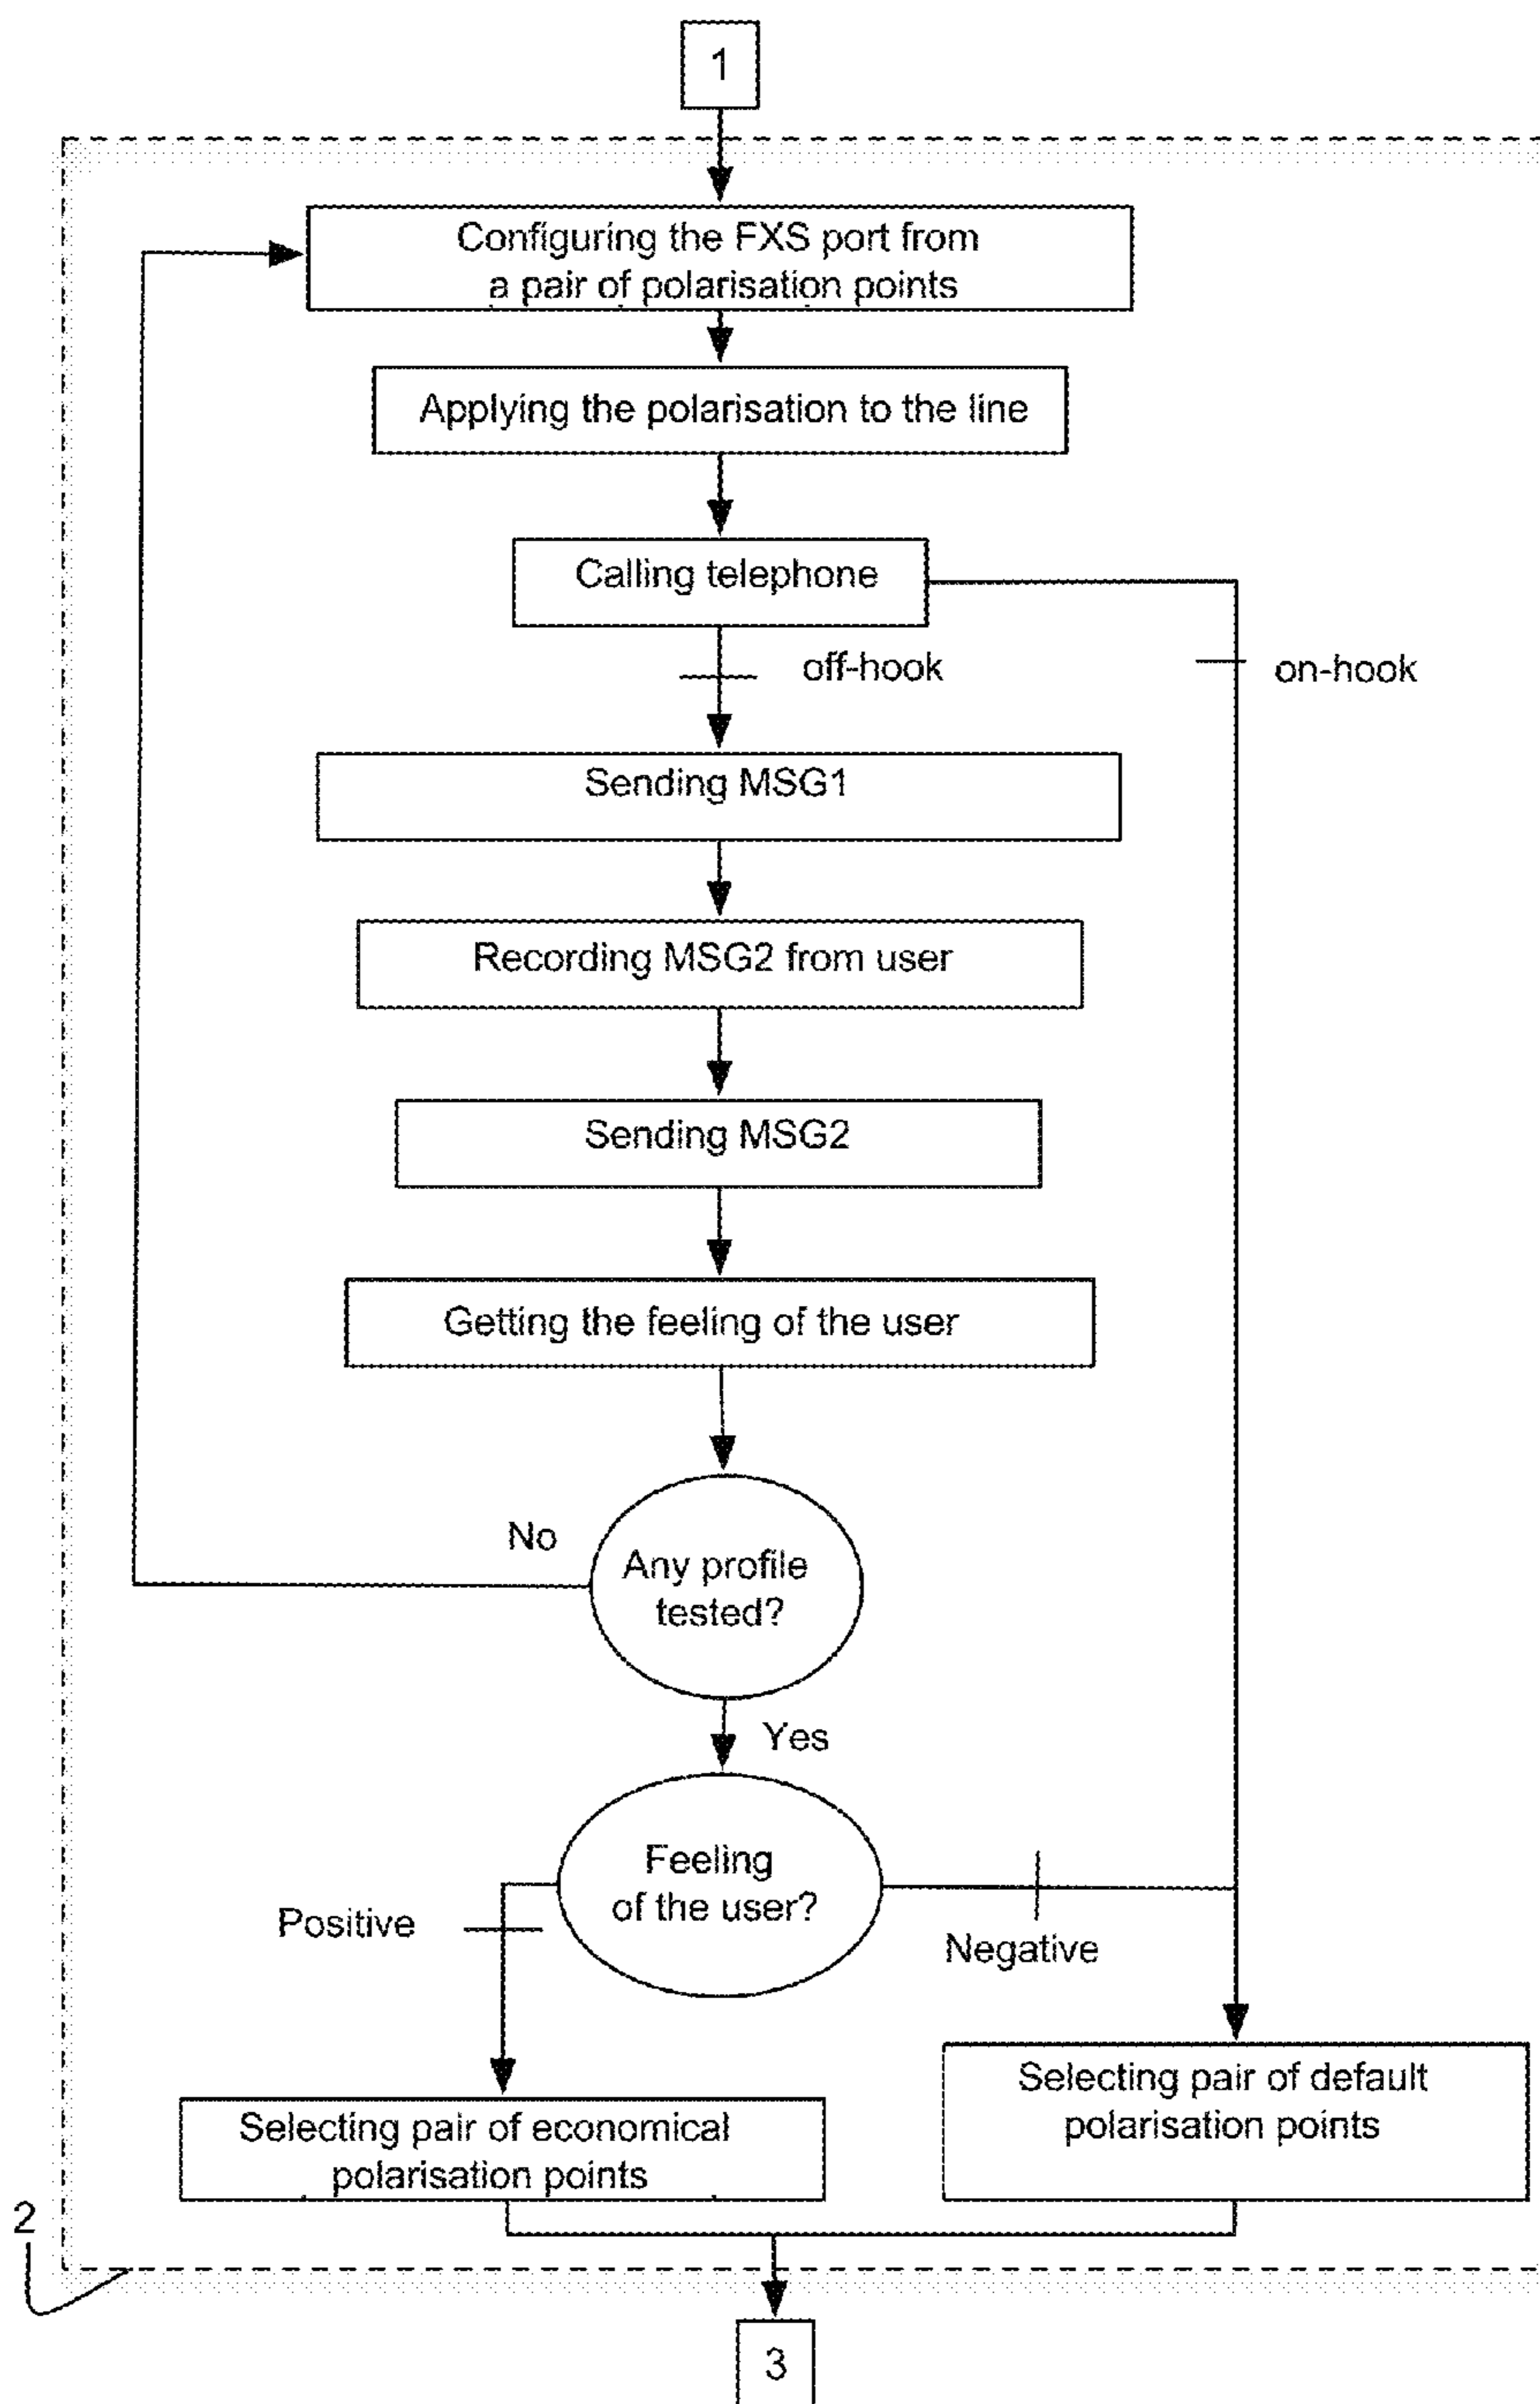 1
Configuring the FXS port from
a pair of polarisation points
Applying the polarisation to the line
Calling telephone
off-hook
on-hook
Sending MSG1
Recording MSG2 from user
Sending MSG2
Getting the feeling of the user
No
Any profile
tested?
Yes
Feeling
of the user?
Positive
Negative
Selecting pair of default
polarisation points
Selecting pair of economical
polarisation points
2
3